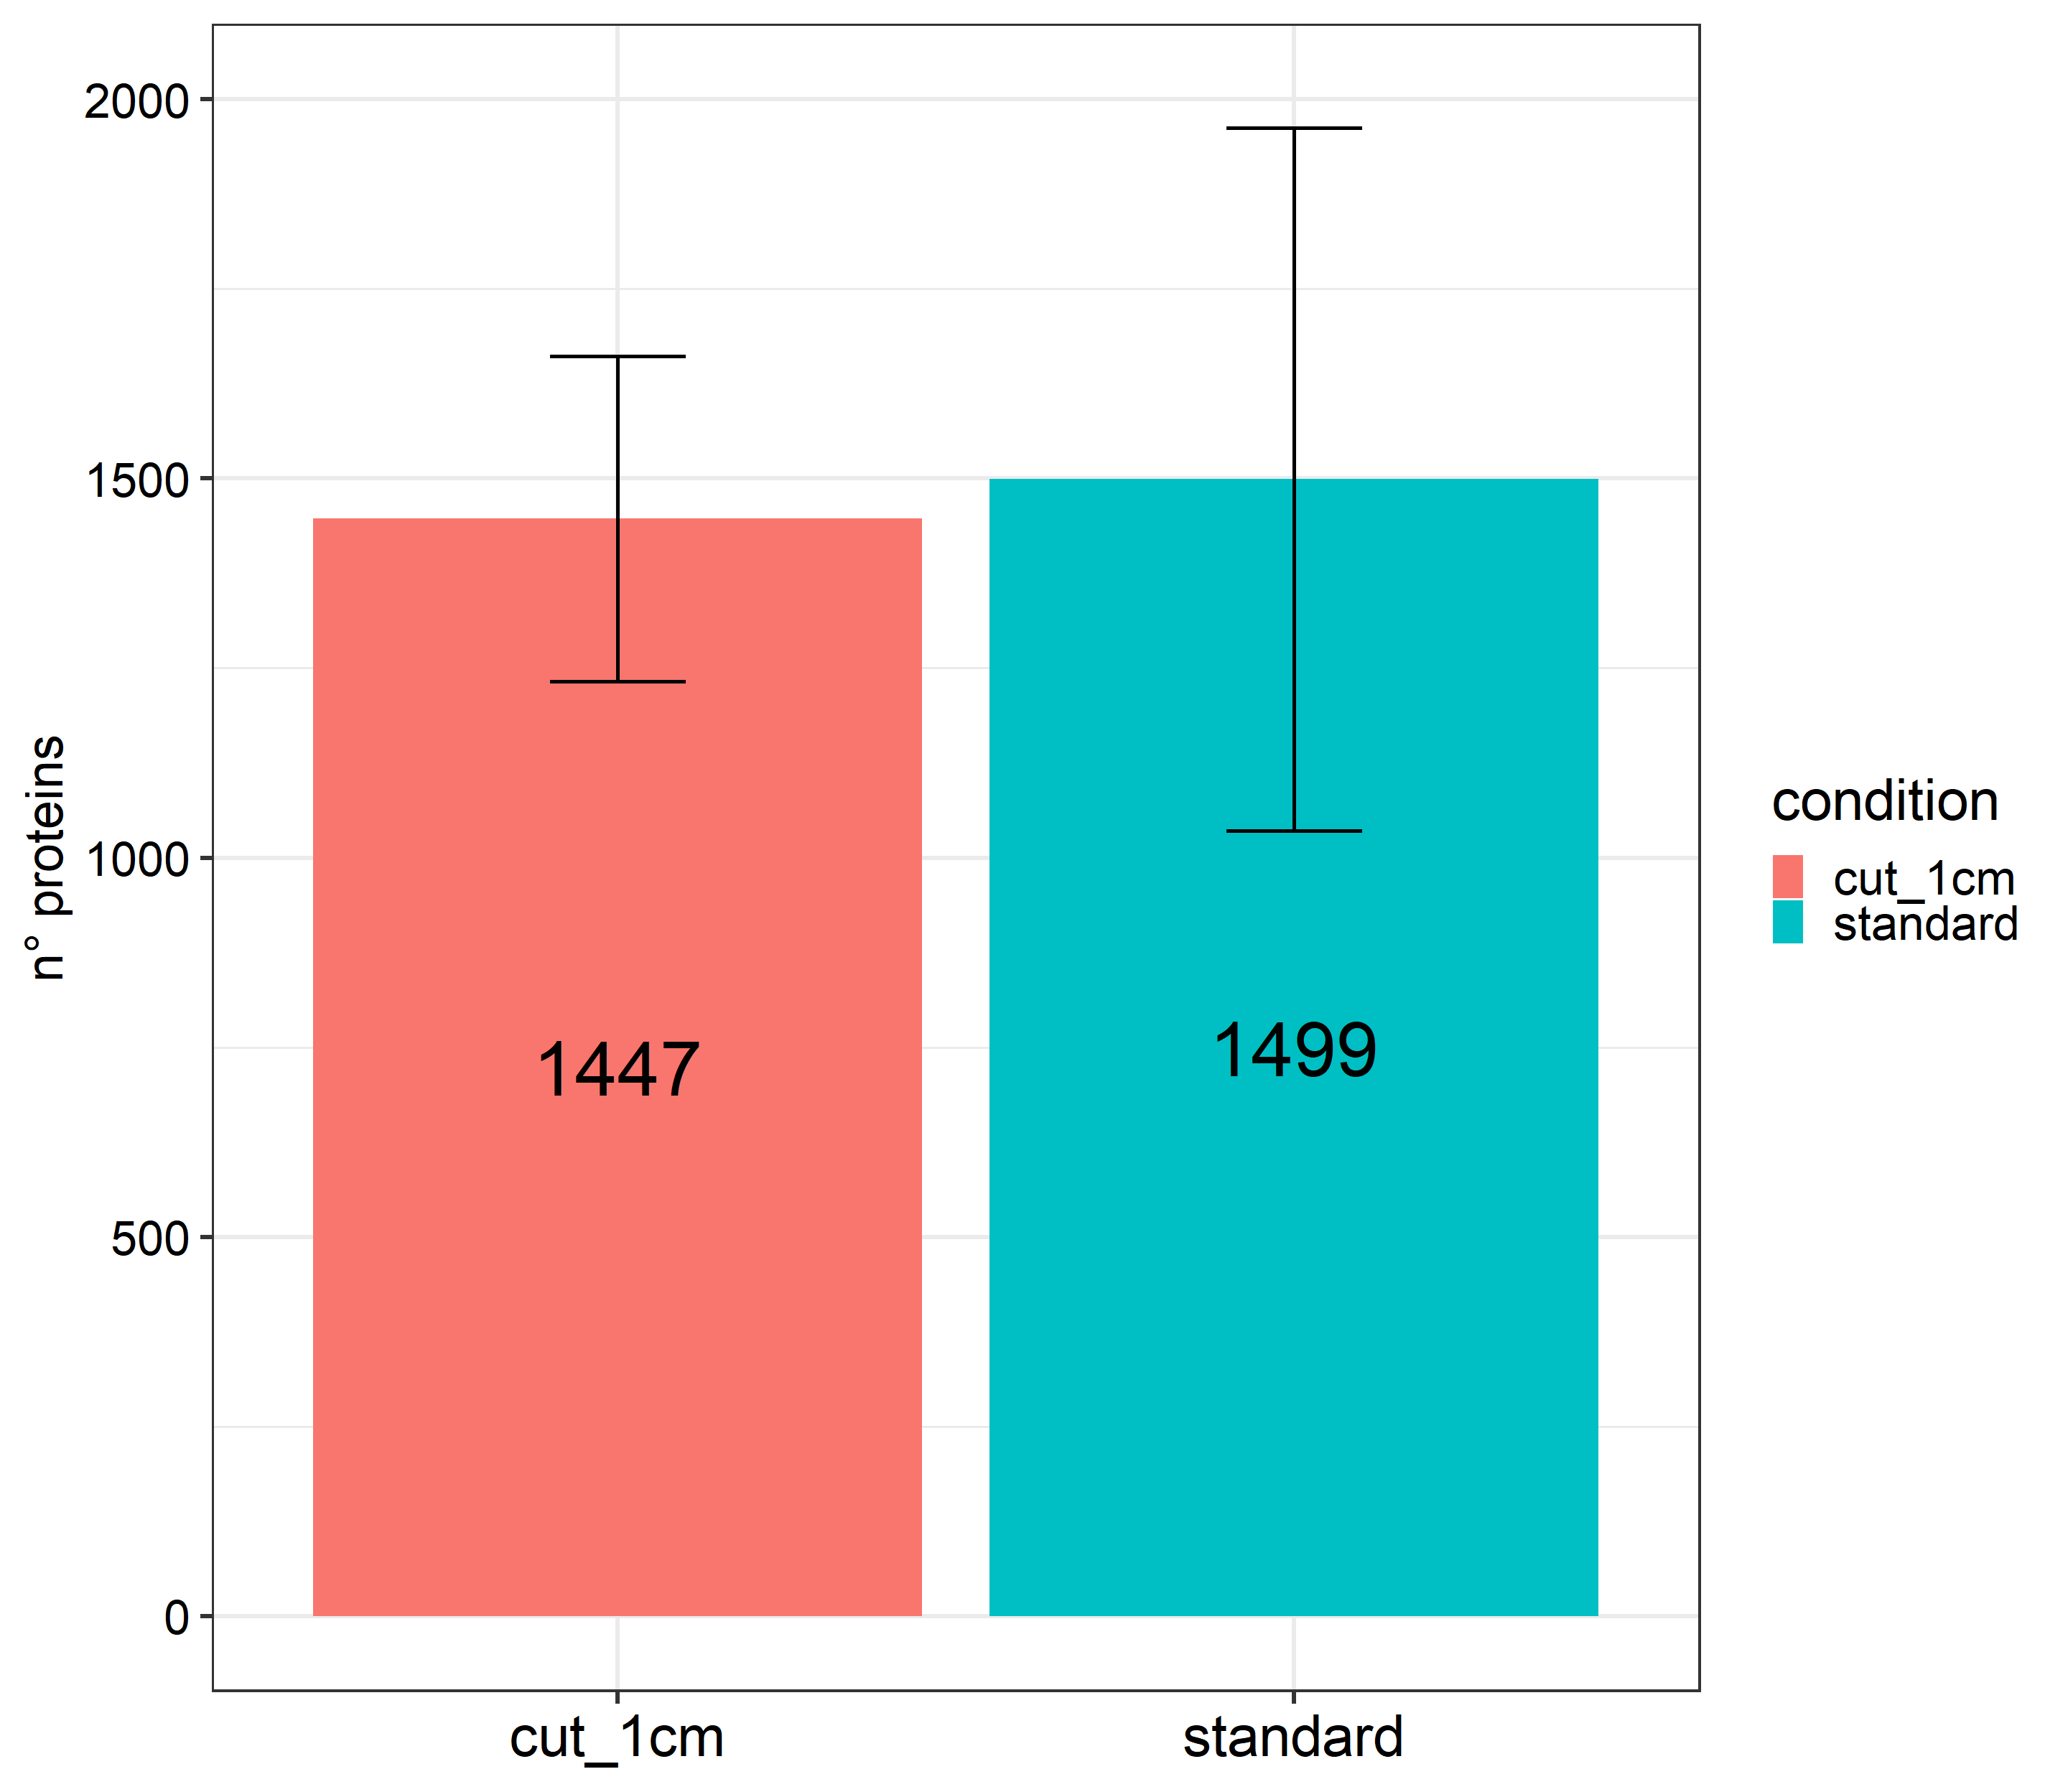 n° proteins
2000
1500
1000
500
0
1447
1499
cut_1cm
standard
condition
cut_1cm
standard